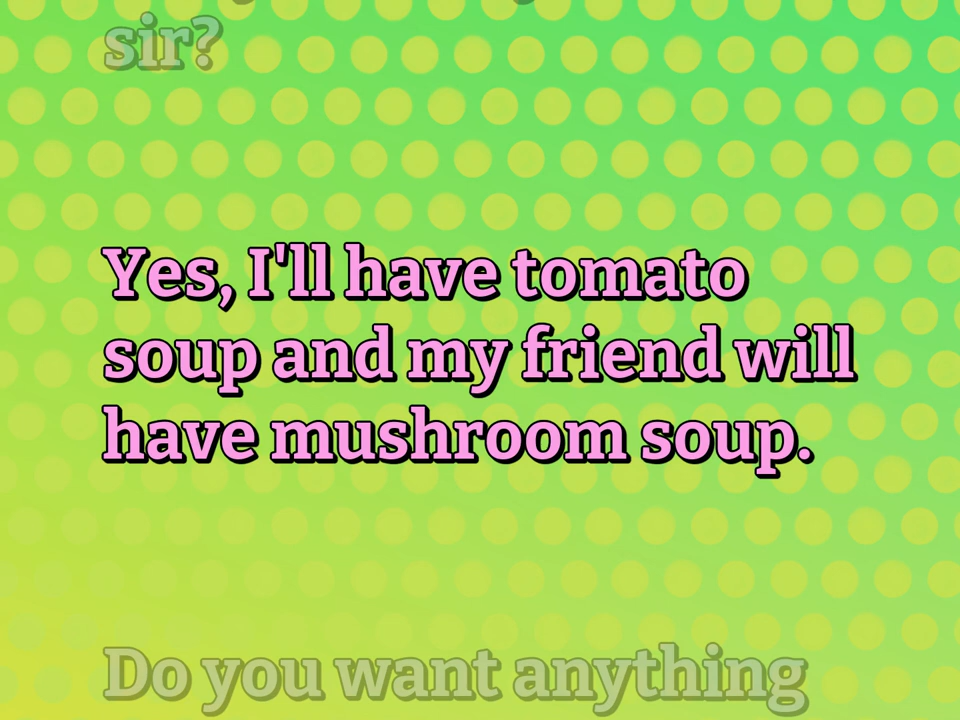 sir?
Yes, I'll have tomato
soup and my friend will
have mushroom soup.
Do you want anything